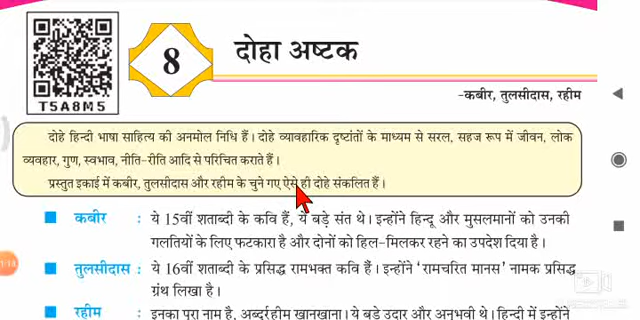 8
दोहा अष्टक
T5A8M5
-कबीर, तुलसीदास, रहीम
दोहे हिन्दी भाषा साहित्य की अनमोल निधि हैं। दोहे व्यावहारिक दृष्टांतों के माध्यम से सरल, सहज रूप में जीवन, लोक
व्यवहार, गुण, स्वभाव, नीति-रीति आदि से परिचित कराते हैं।
प्रस्तुत इकाई में कबीर, तुलसीदास और रहीम के चुने गए ऐसे ही दोहे संकलित हैं।
कबीर : ये 15वीं शताब्दी के कवि हैं, ये बड़े संत थे। इन्होंने हिन्दू और मुसलमानों को उनकी
गलतियों के लिए फटकारा है और दोनों को हिल-मिलकर रहने का उपदेश दिया है।
तुलसीदास : ये 16वीं शताब्दी के प्रसिद्ध रामभक्त कवि हैं। इन्होंने 'रामचरित मानस' नामक प्रसिद्ध
ग्रंथ लिखा है।
रहीम : इनका पूरा नाम है, अब्दुर्रहीम खानखाना। ये बड़े उदार और अनुभवी थे। हिन्दी में इन्होंने